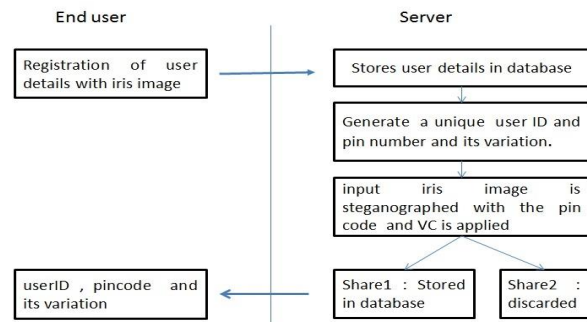 End user
Server
Registration of user
details with iris image
Stores user details in database
Generate a unique user ID and
pin number and its variation.
input iris image is
steganographed with the pin
code and VC is applied
userID , pincode and
its variation
Share1 : Stored
in database
Share2 :
discarded